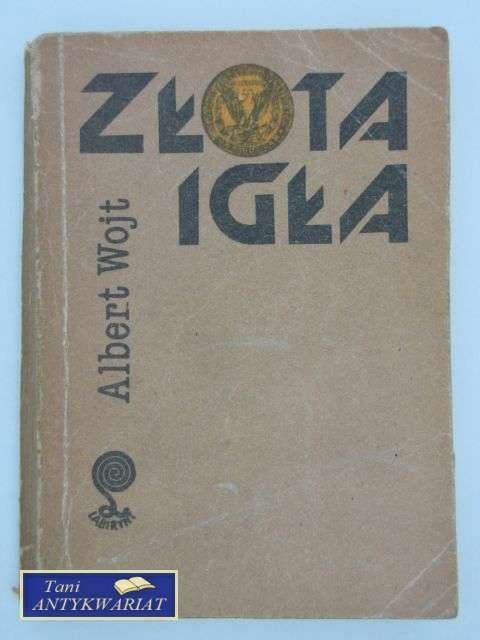 ZŁOTA
IGŁA
Albert Wojt
LABIRYNT
Tani
ANTYKWARIAT